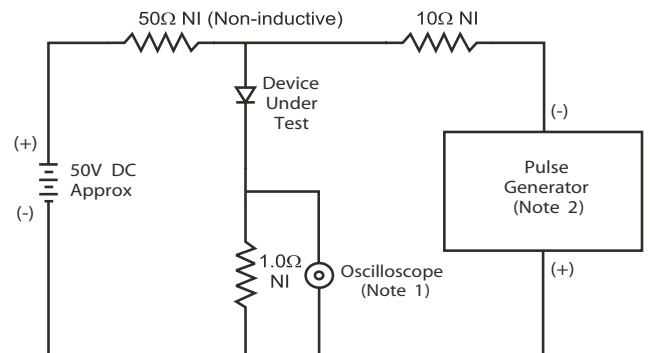 50Ω NI (Non-inductive)
10Ω NI
Device
Under
Test
(-)
(+)
50V DC
Approx
(-)
Pulse
Generator
(Note 2)
1.0Ω
NI
Oscilloscope
(Note 1)
(+)